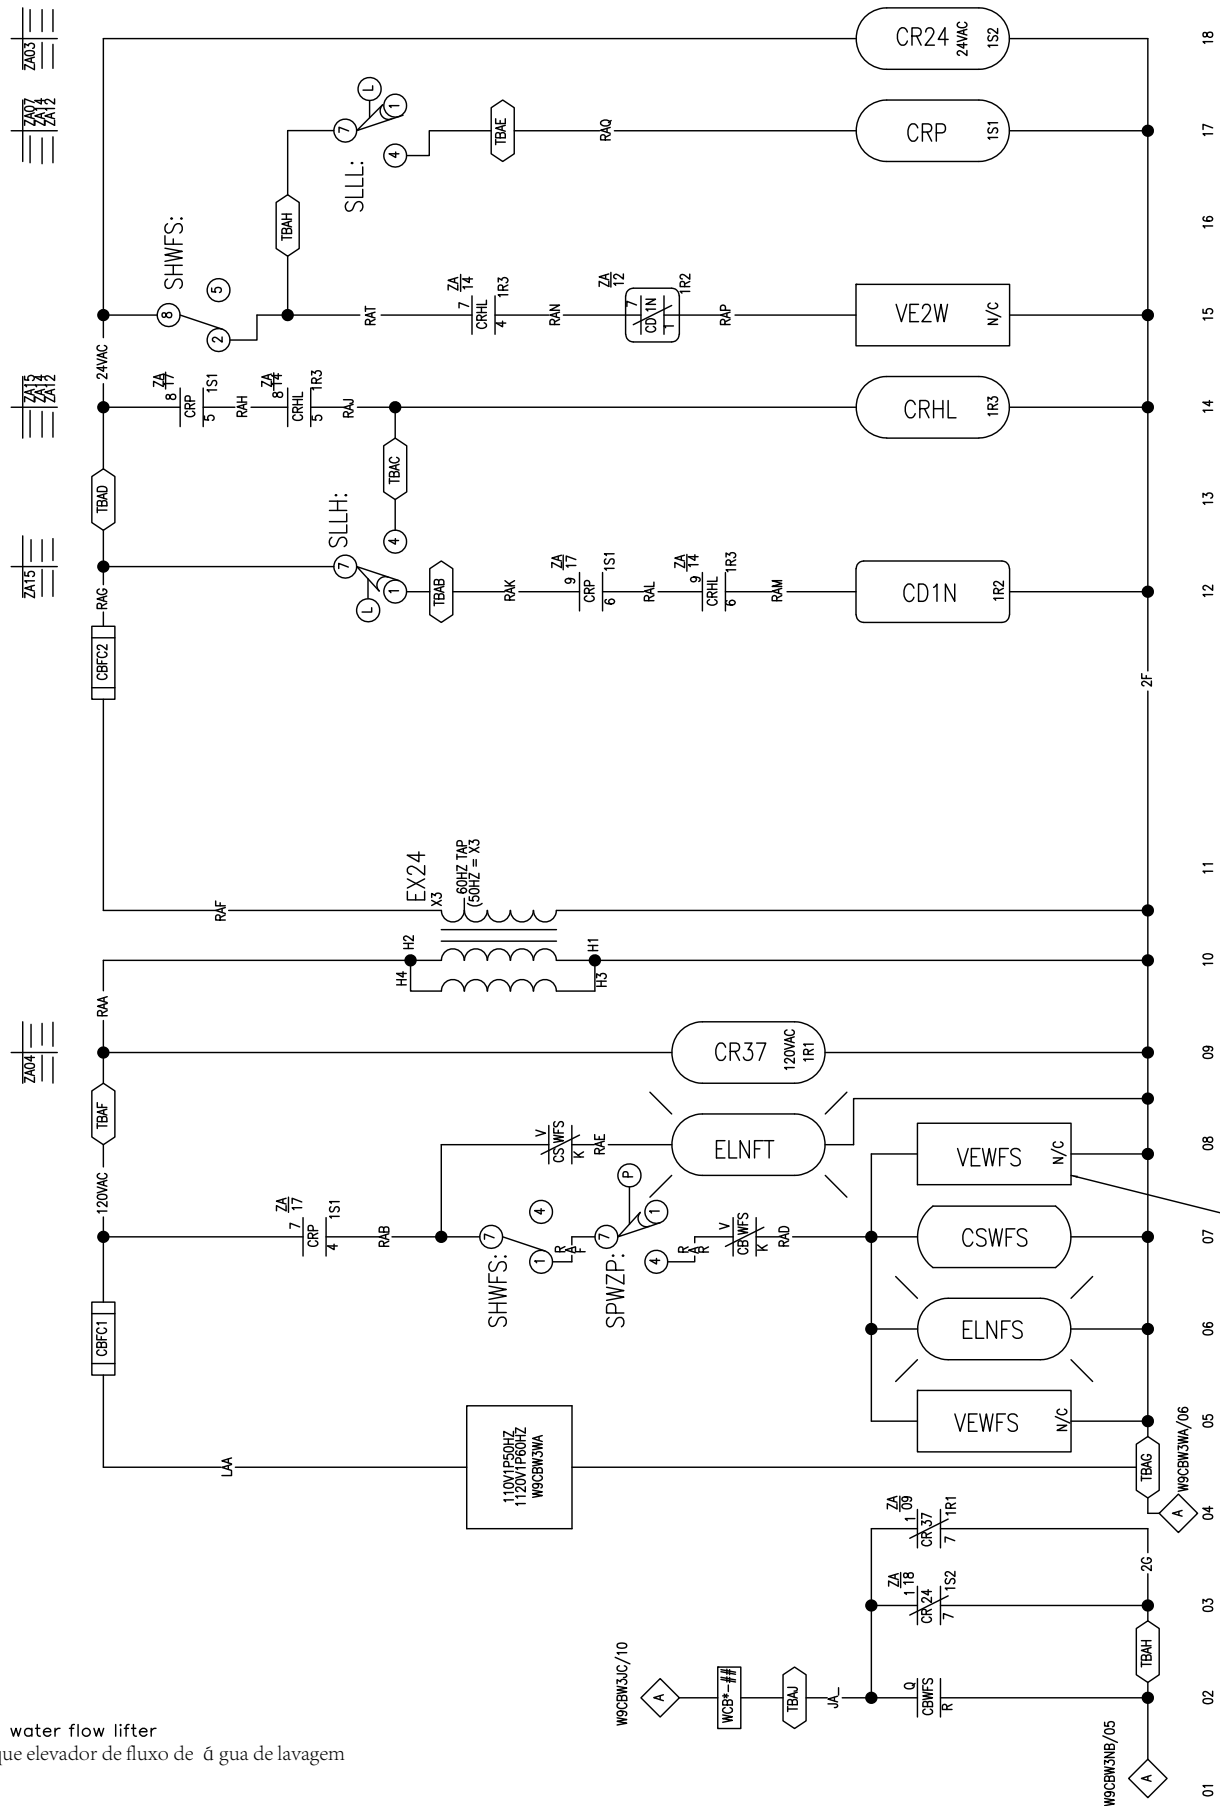 ZA03
CR24
24VAC
1S2
18
ZA07
ZA14
ZA12
7
L
1
4
SLLL:
TBAE
RAQ
CRP
1S1
17
TBAH
16
SHWFS:
8
5
2
RAT
ZA
14
7
CRHL
4
1R3
RAN
ZA
12
7
CD1N
1
1R2
RAP
VE2W
N/C
15
24VAC
ZA15
ZA14
ZA12
ZA
17
8
CRP
5
1S1
RAH
ZA
14
8
CRHL
5
1R3
RAJ
CRHL
1R3
14
TBAD
TBAC
13
SLLH:
4
ZA15
7
L
1
TBAB
RAK
ZA
17
9
CRP
6
1S1
RAL
ZA
14
9
CRHL
6
1R3
RAM
CD1N
1R2
12
RAG
CBFC2
2F
EX24
X3
60HZ TAP
(50HZ = X3
11
RAF
H2
H4
H1
H3
10
RAA
ZA04
CR37
120VAC
1R1
09
TBAF
V
CSWFS
K
RAE
ELNFT
VEWFS
N/C
08
120VAC
ZA
17
7
CRP
4
1S1
RAB
7
4
1
SHWFS:
RAF
P
7
1
4
SPWZP:
RAR
V
CBWFS
K
RAD
CSWFS
07
CBFC1
ELNFS
06
VEWFS
N/C
05
LAA
110V1P50HZ
1120V1P60HZ
W9CBW3WA
TBAG
A
W9CBW3WA/06
04
ZA
09
1
CR37
7
1R1
2G
ZA
18
1
CR24
7
1S2
03
TBAH
W9CBW3JC/10
A
WCB*-##
TBAJ
JA_
Q
CBWFS
R
02
W9CBW3NB/05
A
01
water flow lifter
que elevador de fluxo de á gua de lavagem